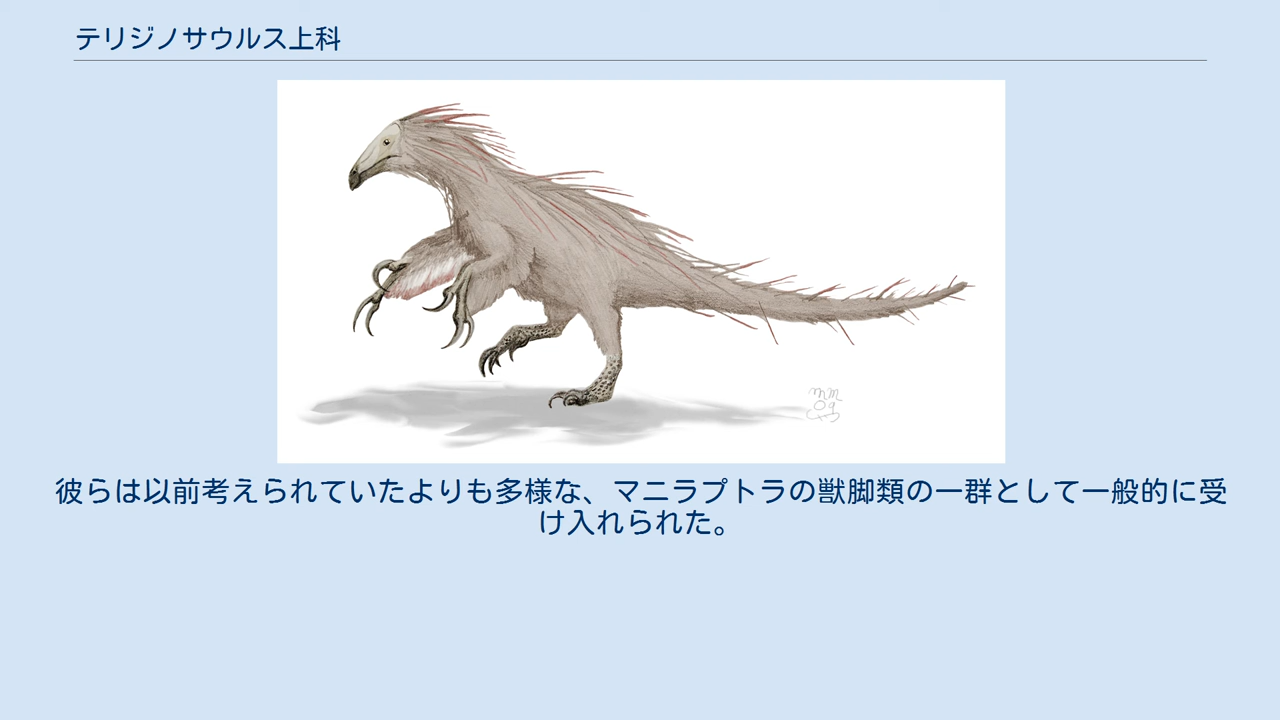 テリジノサウルス上科
彼らは以前考えられていたよりも多様な、マニラプトラの獣脚類の一群として一般的に受
け入れられた。